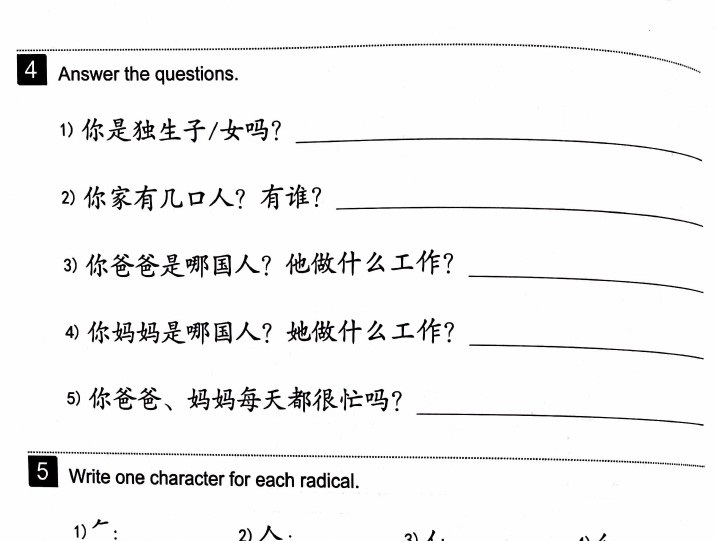 4 Answer the questions.
1) 你是独生子/女吗?
2) 你家有几口人? 有谁?
3) 你爸爸是哪国人? 他做什么工作?
4) 你妈妈是哪国人? 她做什么工作?
5) 你爸爸、妈妈每天都很忙吗?
5 Write one character for each radical.
1) 𠂉: 2) 人: 3) 4)